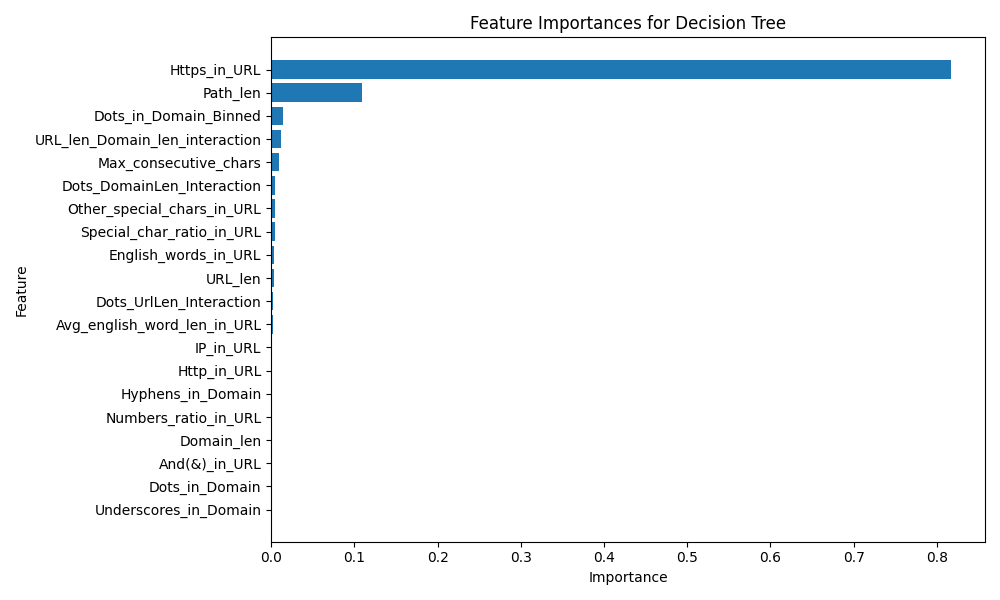 Feature Importances for Decision Tree
Https_in_URL
Path_len
Dots_in_Domain_Binned
URL_len_Domain_len_interaction
Max_consecutive_chars
Dots_DomainLen_Interaction
Other_special_chars_in_URL
Special_char_ratio_in_URL
English_words_in_URL
URL_len
Dots_UrlLen_Interaction
Avg_english_word_len_in_URL
IP_in_URL
Http_in_URL
Hyphens_in_Domain
Numbers_ratio_in_URL
Domain_len
And(&)_in_URL
Dots_in_Domain
Underscores_in_Domain
Feature
0.0 0.1 0.2 0.3 0.4 0.5 0.6 0.7 0.8
Importance